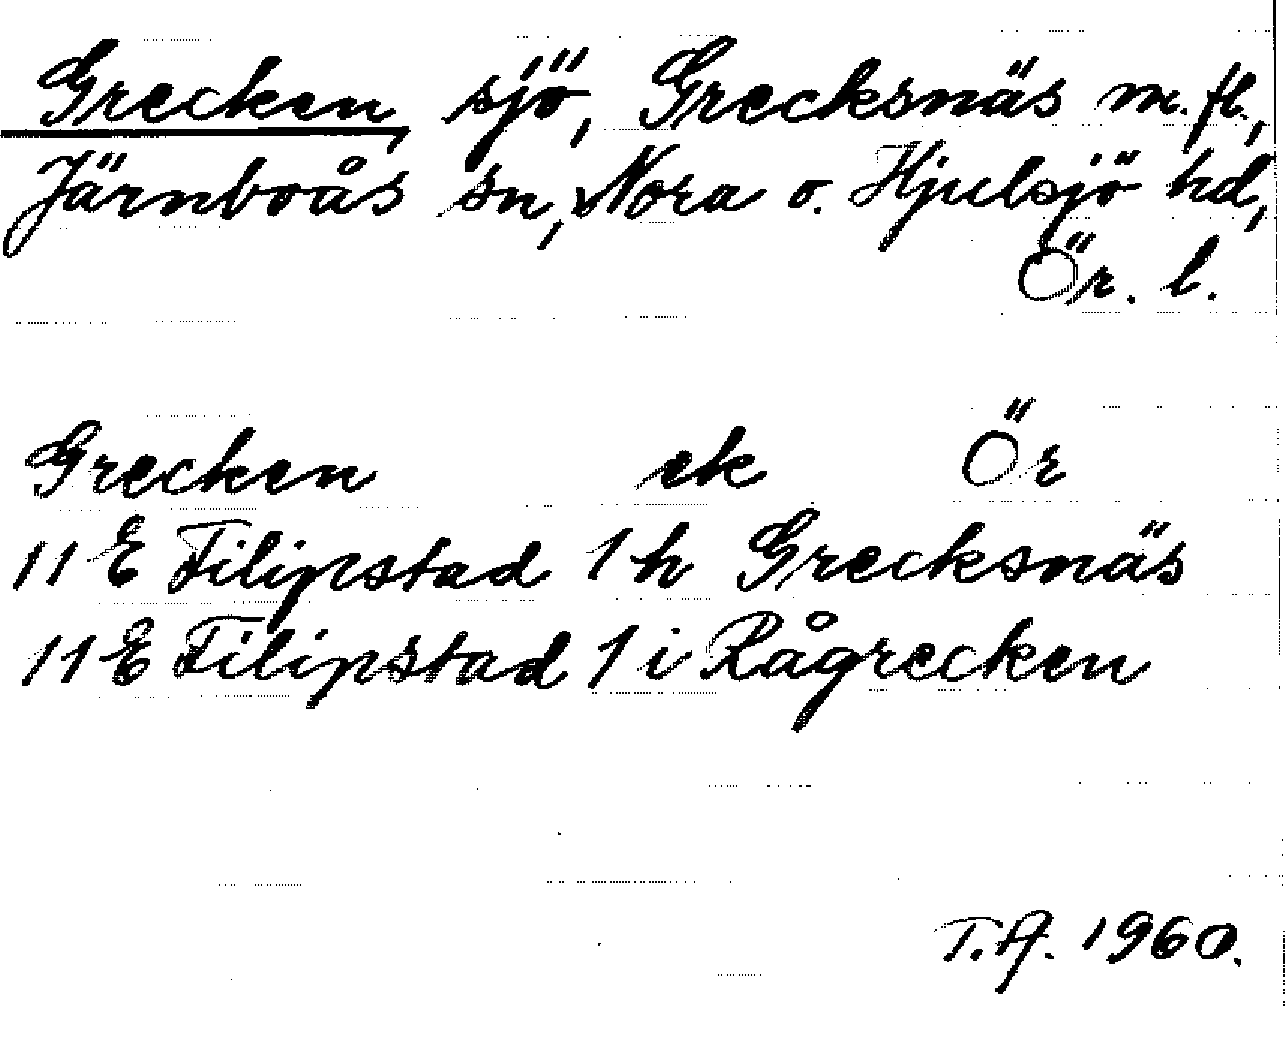 Grecken, sjö, Grecksnäs m.fl.,
Järnboås sn, Nora o. Hjulsjö hd,
Ör. l.
Grecken ek Ör
11 E Filipstad 1 h Grecksnäs
11 E Filipstad 1 i Rågrecken
T.A. 1960.